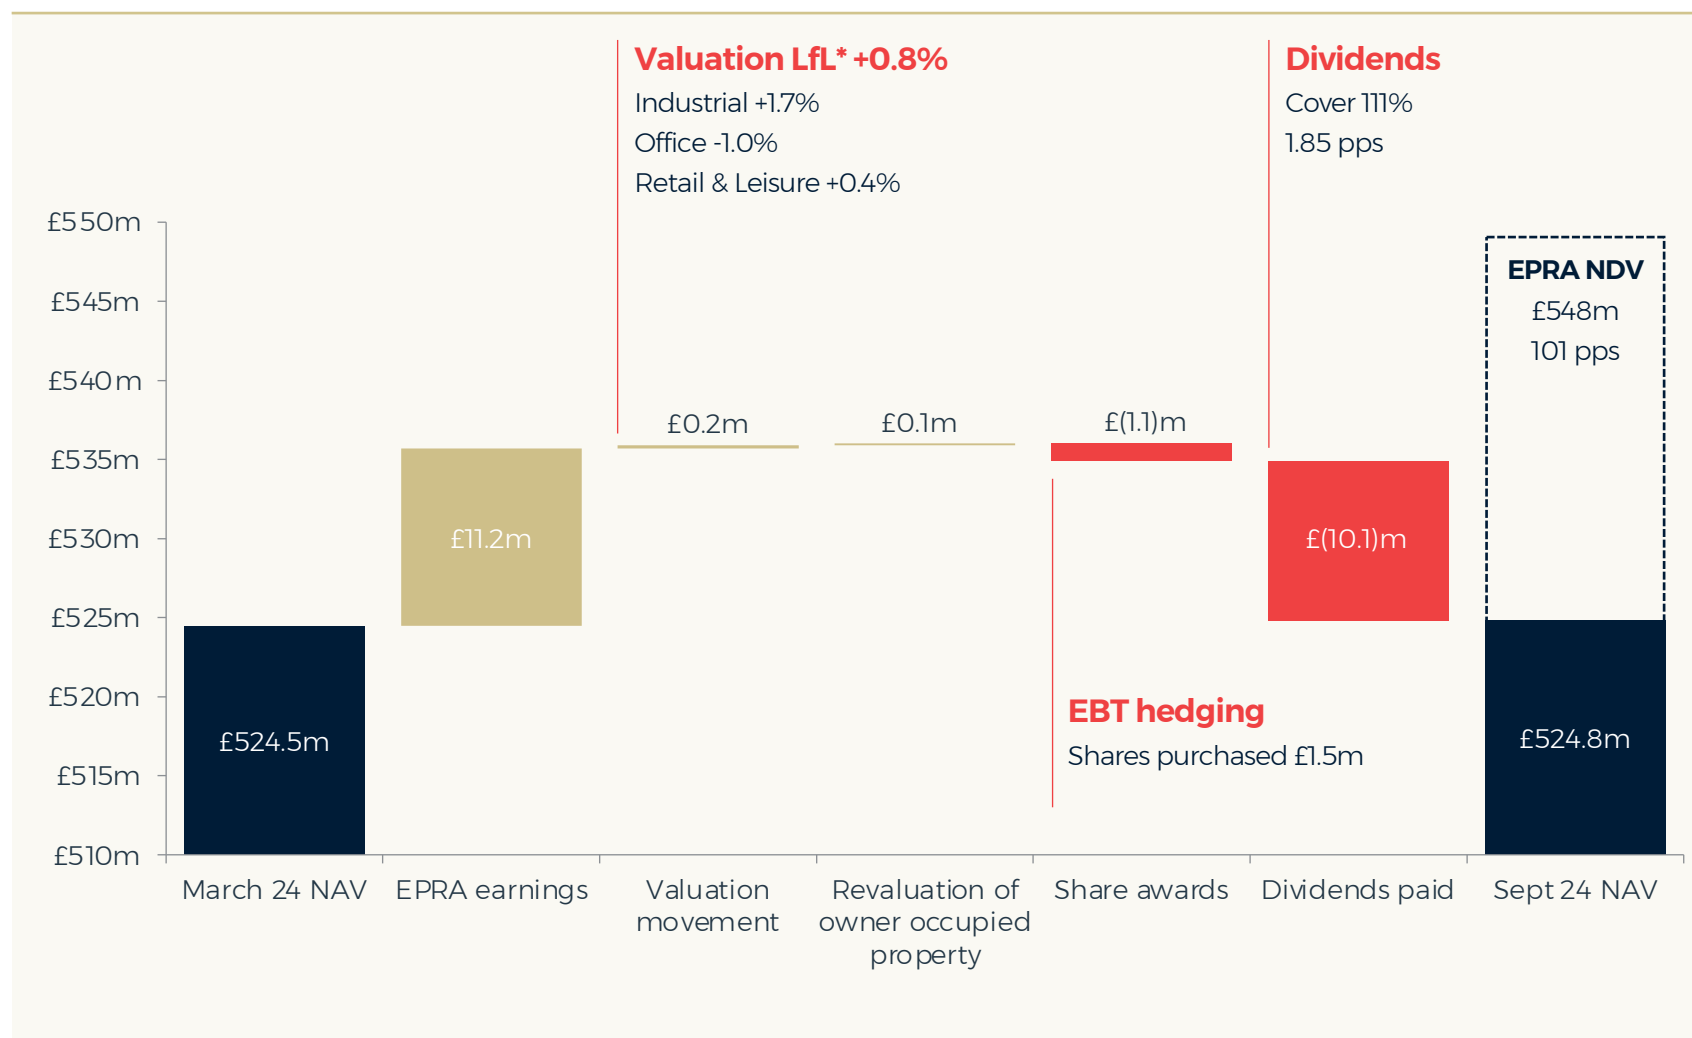 Valuation LfL* +0.8%
Industrial +1.7%
Office -1.0%
Retail & Leisure +0.4%
Dividends
Cover 111%
1.85 pps
£550m
£545m
£540m
£535m
£530m
£525m
£520m
£515m
£510m
EPRA NDV
£548m
101 pps
£0.2m
£0.1m
£(1.1)m
£11.2m
£(10.1)m
EBT hedging
Shares purchased £1.5m
£524.5m
£524.8m
March 24 NAV
EPRA earnings
Valuation
movement
Revaluation of
owner occupied
property
Share awards
Dividends paid
Sept 24 NAV